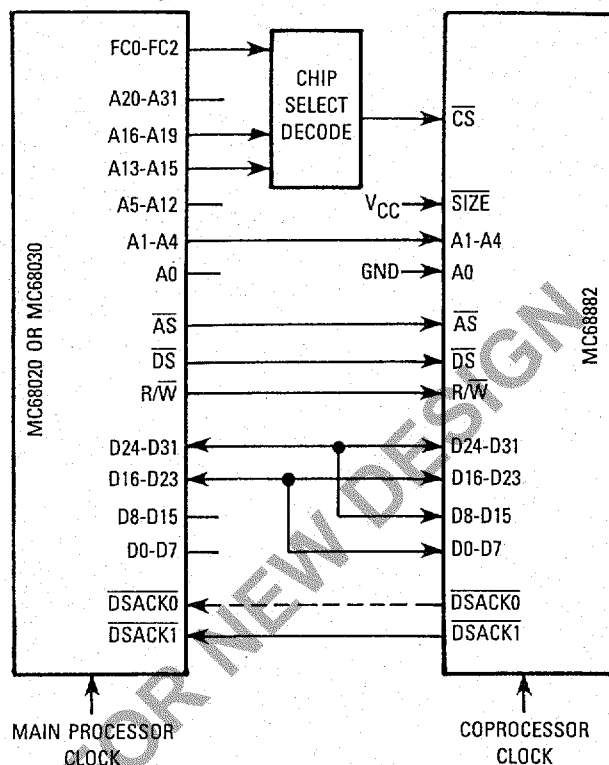 MC68020 OR MC68030
FC0-FC2
A20-A31
A16-A19
A13-A15
A5-A12
A1-A4
A0
AS
DS
R/W
D24-D31
D16-D23
D8-D15
D0-D7
DSACK0
DSACK1
MAIN PROCESSOR
CLOCK
CHIP
SELECT
DECODE
VCC
GND
CS
SIZE
A1-A4
A0
AS
DS
R/W
D24-D31
D16-D23
D8-D15
D0-D7
DSACK0
DSACK1
MC68882
COPROCESSOR
CLOCK
FOR NEW DESIGN